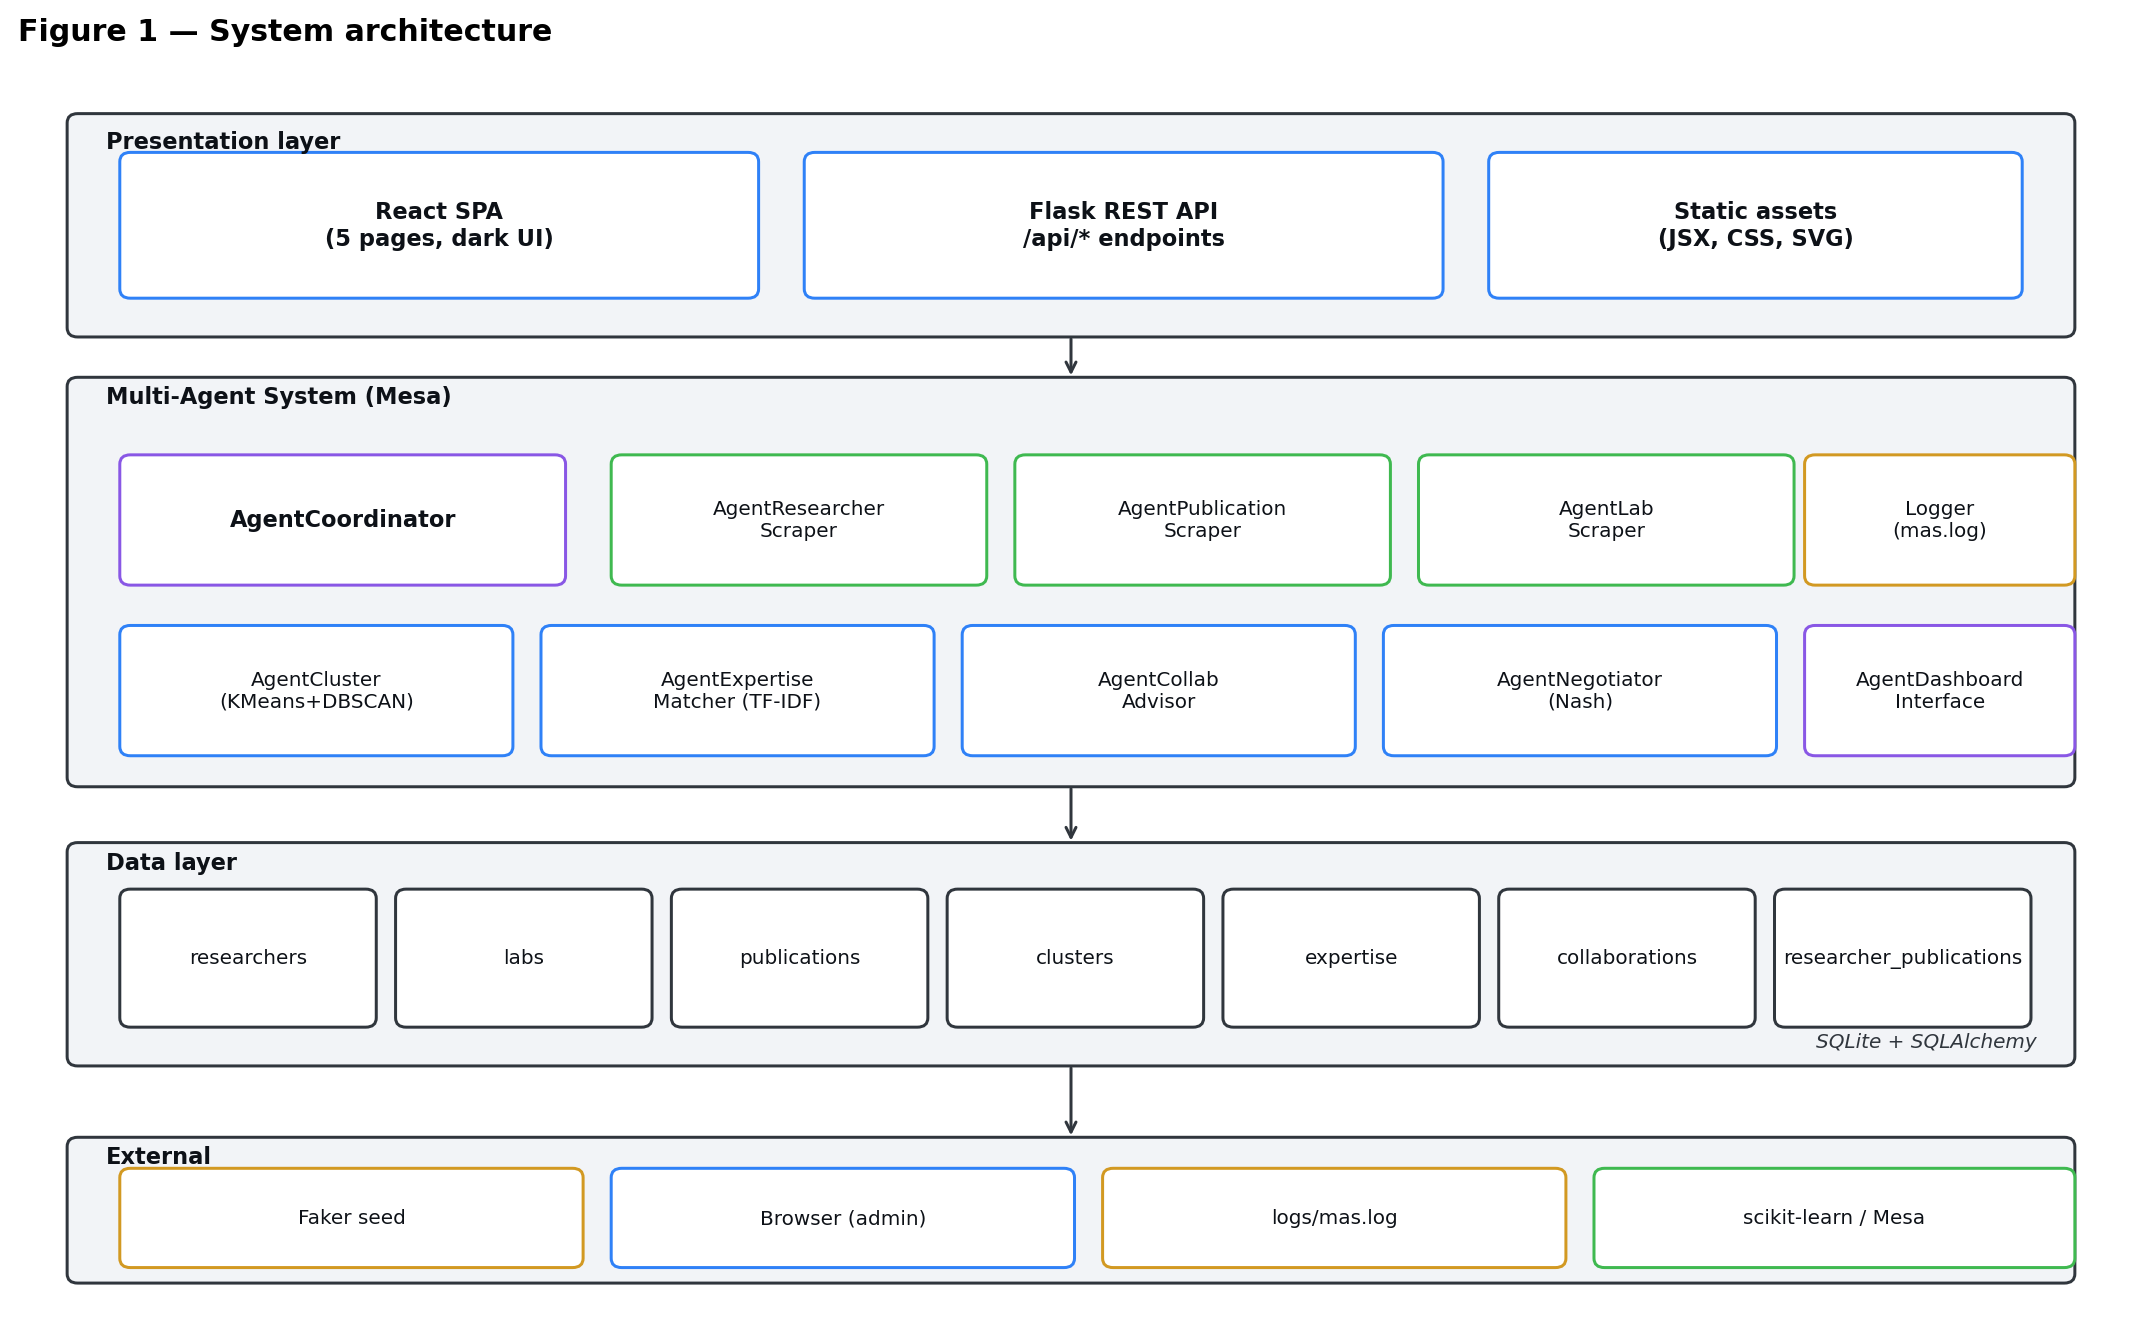 Figure 1 — System architecture
Presentation layer
React SPA
(5 pages, dark UI)
Flask REST API
/api/* endpoints
Static assets
(JSX, CSS, SVG)
Multi-Agent System (Mesa)
AgentCoordinator
AgentResearcher
Scraper
AgentPublication
Scraper
AgentLab
Scraper
Logger
(mas.log)
AgentCluster
(KMeans+DBSCAN)
AgentExpertise
Matcher (TF-IDF)
AgentCollab
Advisor
AgentNegotiator
(Nash)
AgentDashboard
Interface
Data layer
researchers
labs
publications
clusters
expertise
collaborations
researcher_publications
SQLite + SQLAlchemy
External
Faker seed
Browser (admin)
logs/mas.log
scikit-learn / Mesa